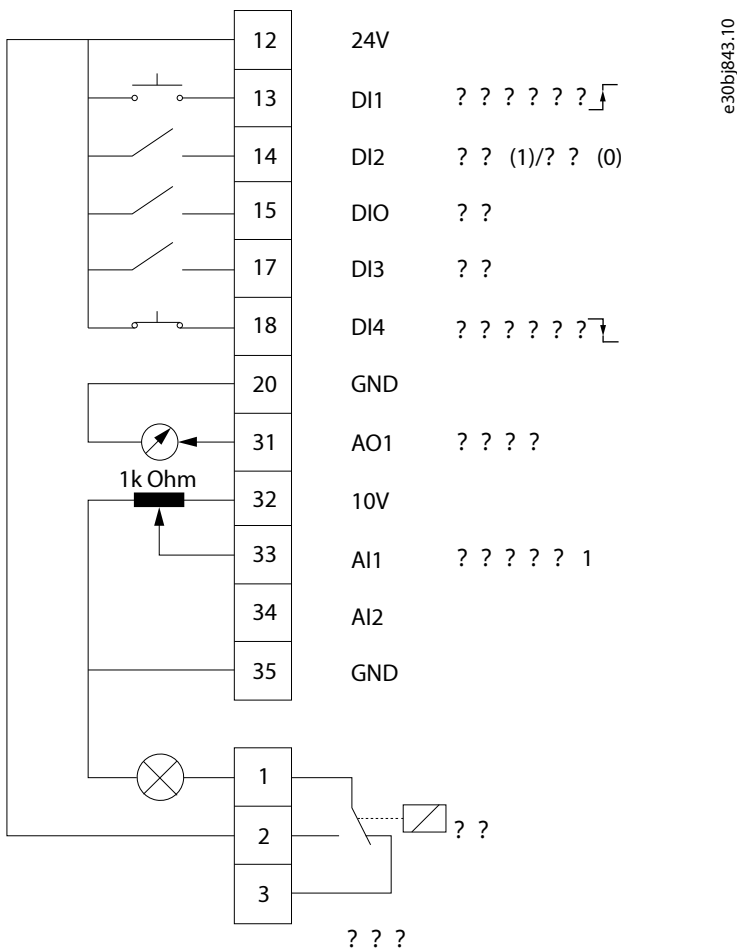 12 24V
13 DI1 ? ? ? ? ? ?
14 DI2 ? ? (1)/? ? (0)
15 DIO ? ?
17 DI3 ? ?
18 DI4 ? ? ? ? ? ?
20 GND
31 AO1 ? ? ? ?
1k Ohm
32 10V
33 AI1 ? ? ? ? ? 1
34 AI2
35 GND
1
2 ? ?
3
? ? ?
e30bj843.10